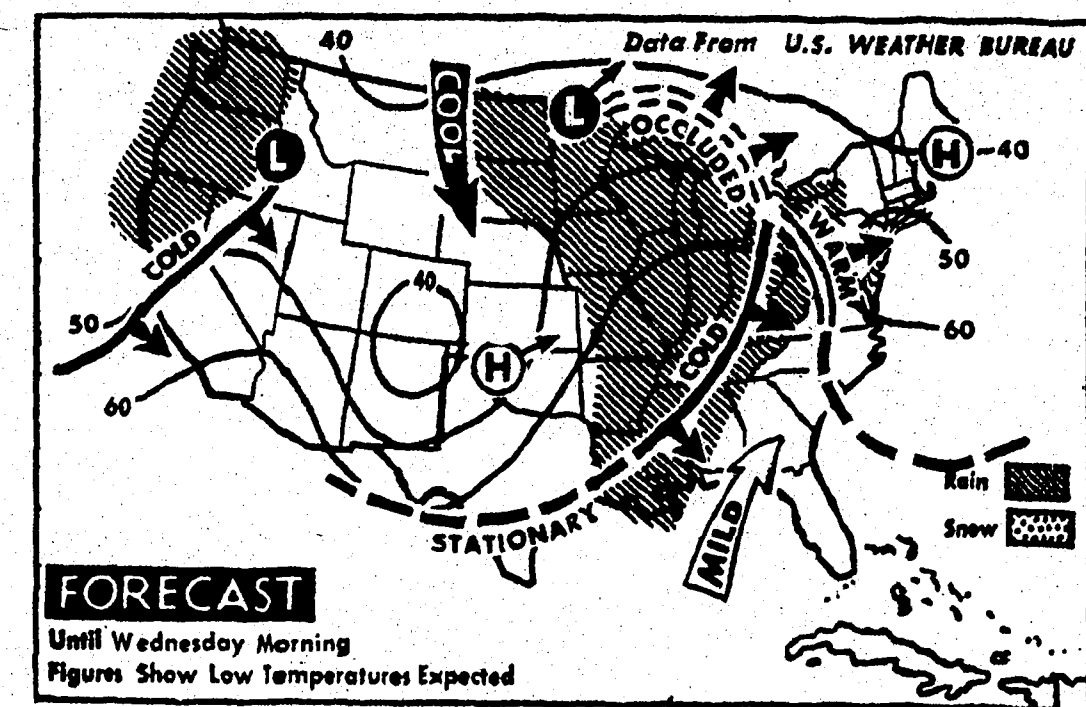 40
Data From U.S. WEATHER BUREAU
COOL
L
L
OCCLUDED
H
40
COLD
WARM
50
40
50
60
COLD
H
60
Rain
MILD
Snow
STATIONARY
FORECAST
Until Wednesday Morning
Figures Show Low Temperatures Expected